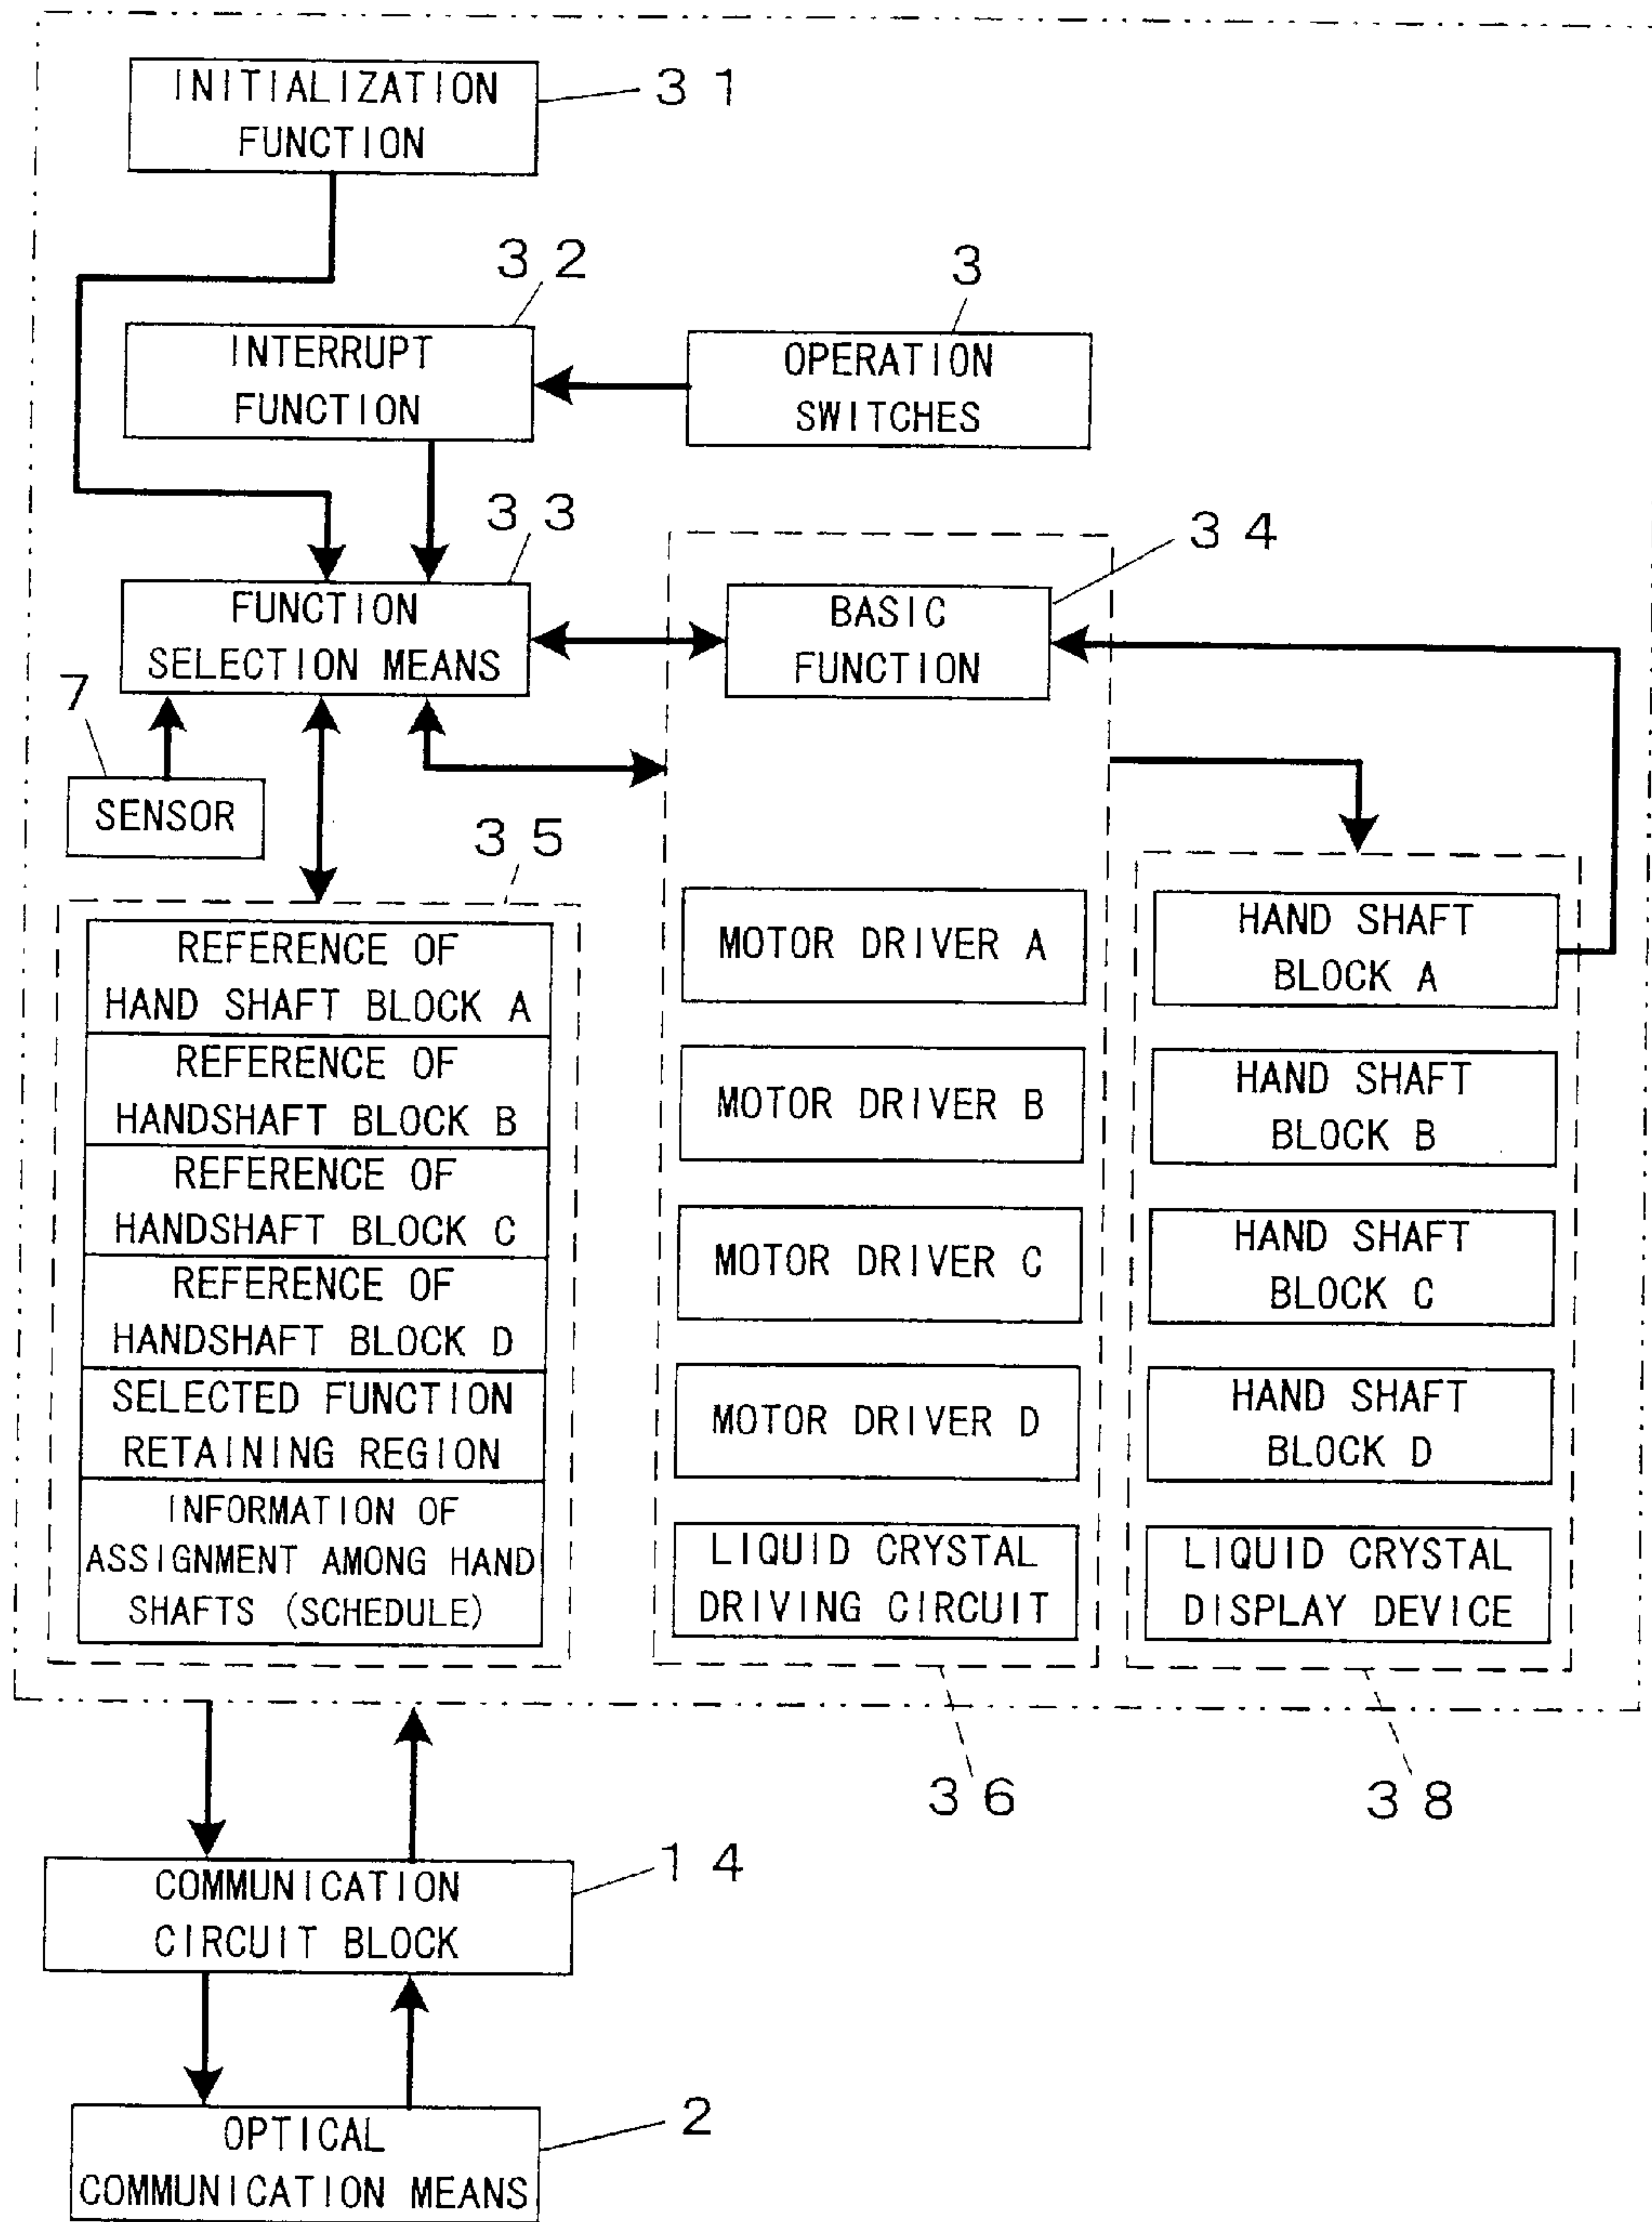 INITIALIZATION
FUNCTION
31
32
INTERRUPT
FUNCTION
3
OPERATION
SWITCHES
33
FUNCTION
SELECTION MEANS
34
BASIC
FUNCTION
7
SENSOR
35
REFERENCE OF
HAND SHAFT BLOCK A
REFERENCE OF
HANDSHAFT BLOCK B
REFERENCE OF
HANDSHAFT BLOCK C
REFERENCE OF
HANDSHAFT BLOCK D
SELECTED FUNCTION
RETAINING REGION
INFORMATION OF
ASSIGNMENT AMONG HAND
SHAFTS (SCHEDULE)
MOTOR DRIVER A
MOTOR DRIVER B
MOTOR DRIVER C
MOTOR DRIVER D
LIQUID CRYSTAL
DRIVING CIRCUIT
36
HAND SHAFT
BLOCK A
HAND SHAFT
BLOCK B
HAND SHAFT
BLOCK C
HAND SHAFT
BLOCK D
LIQUID CRYSTAL
DISPLAY DEVICE
38
COMMUNICATION
CIRCUIT BLOCK
14
OPTICAL
COMMUNICATION MEANS
2